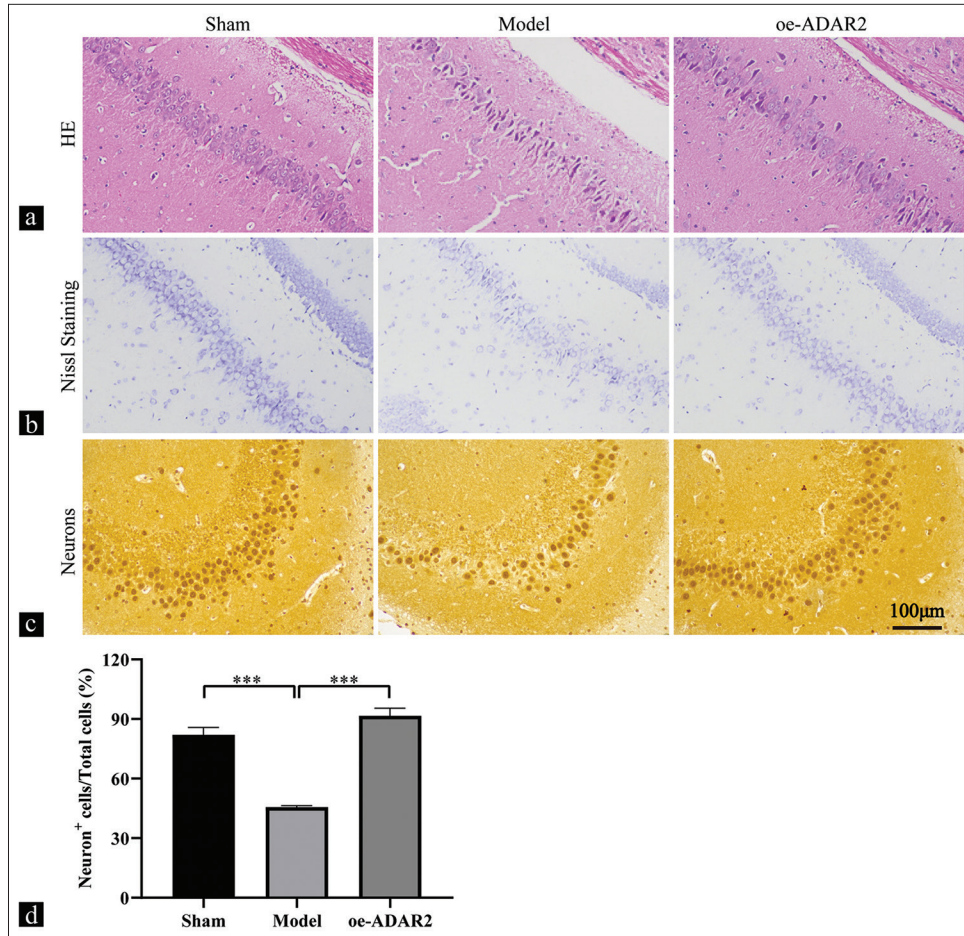 Sham Model oe-ADAR2
HE
a
Nissl Staining
b
Neurons
100μm
c
120
90
60
30
0
Neuron⁺ cells/Total cells (%)
*** ***
Sham Model oe-ADAR2
d